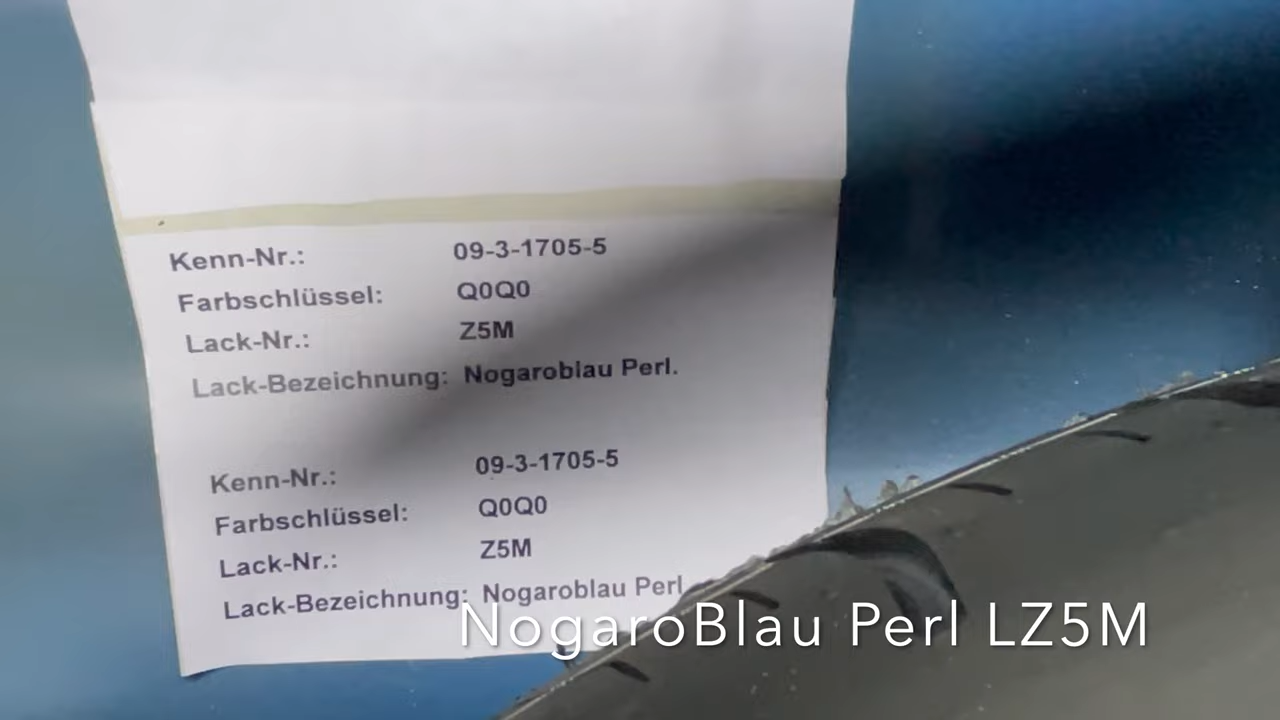 Kenn-Nr.: 09-3-1705-5
Farbschlüssel: Q0Q0
Lack-Nr.: Z5M
Lack-Bezeichnung: Nogaroblau Perl.
Kenn-Nr.: 09-3-1705-5
Farbschlüssel: Q0Q0
Lack-Nr.: Z5M
Lack-Bezeichnung: Nogaroblau Perl
NogaroBlau Perl LZ5M